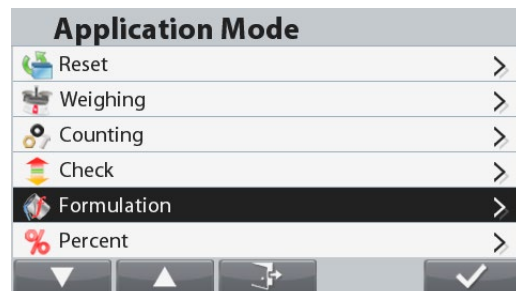 Application Mode
Reset
Weighing
Counting
Check
Formulation
Percent